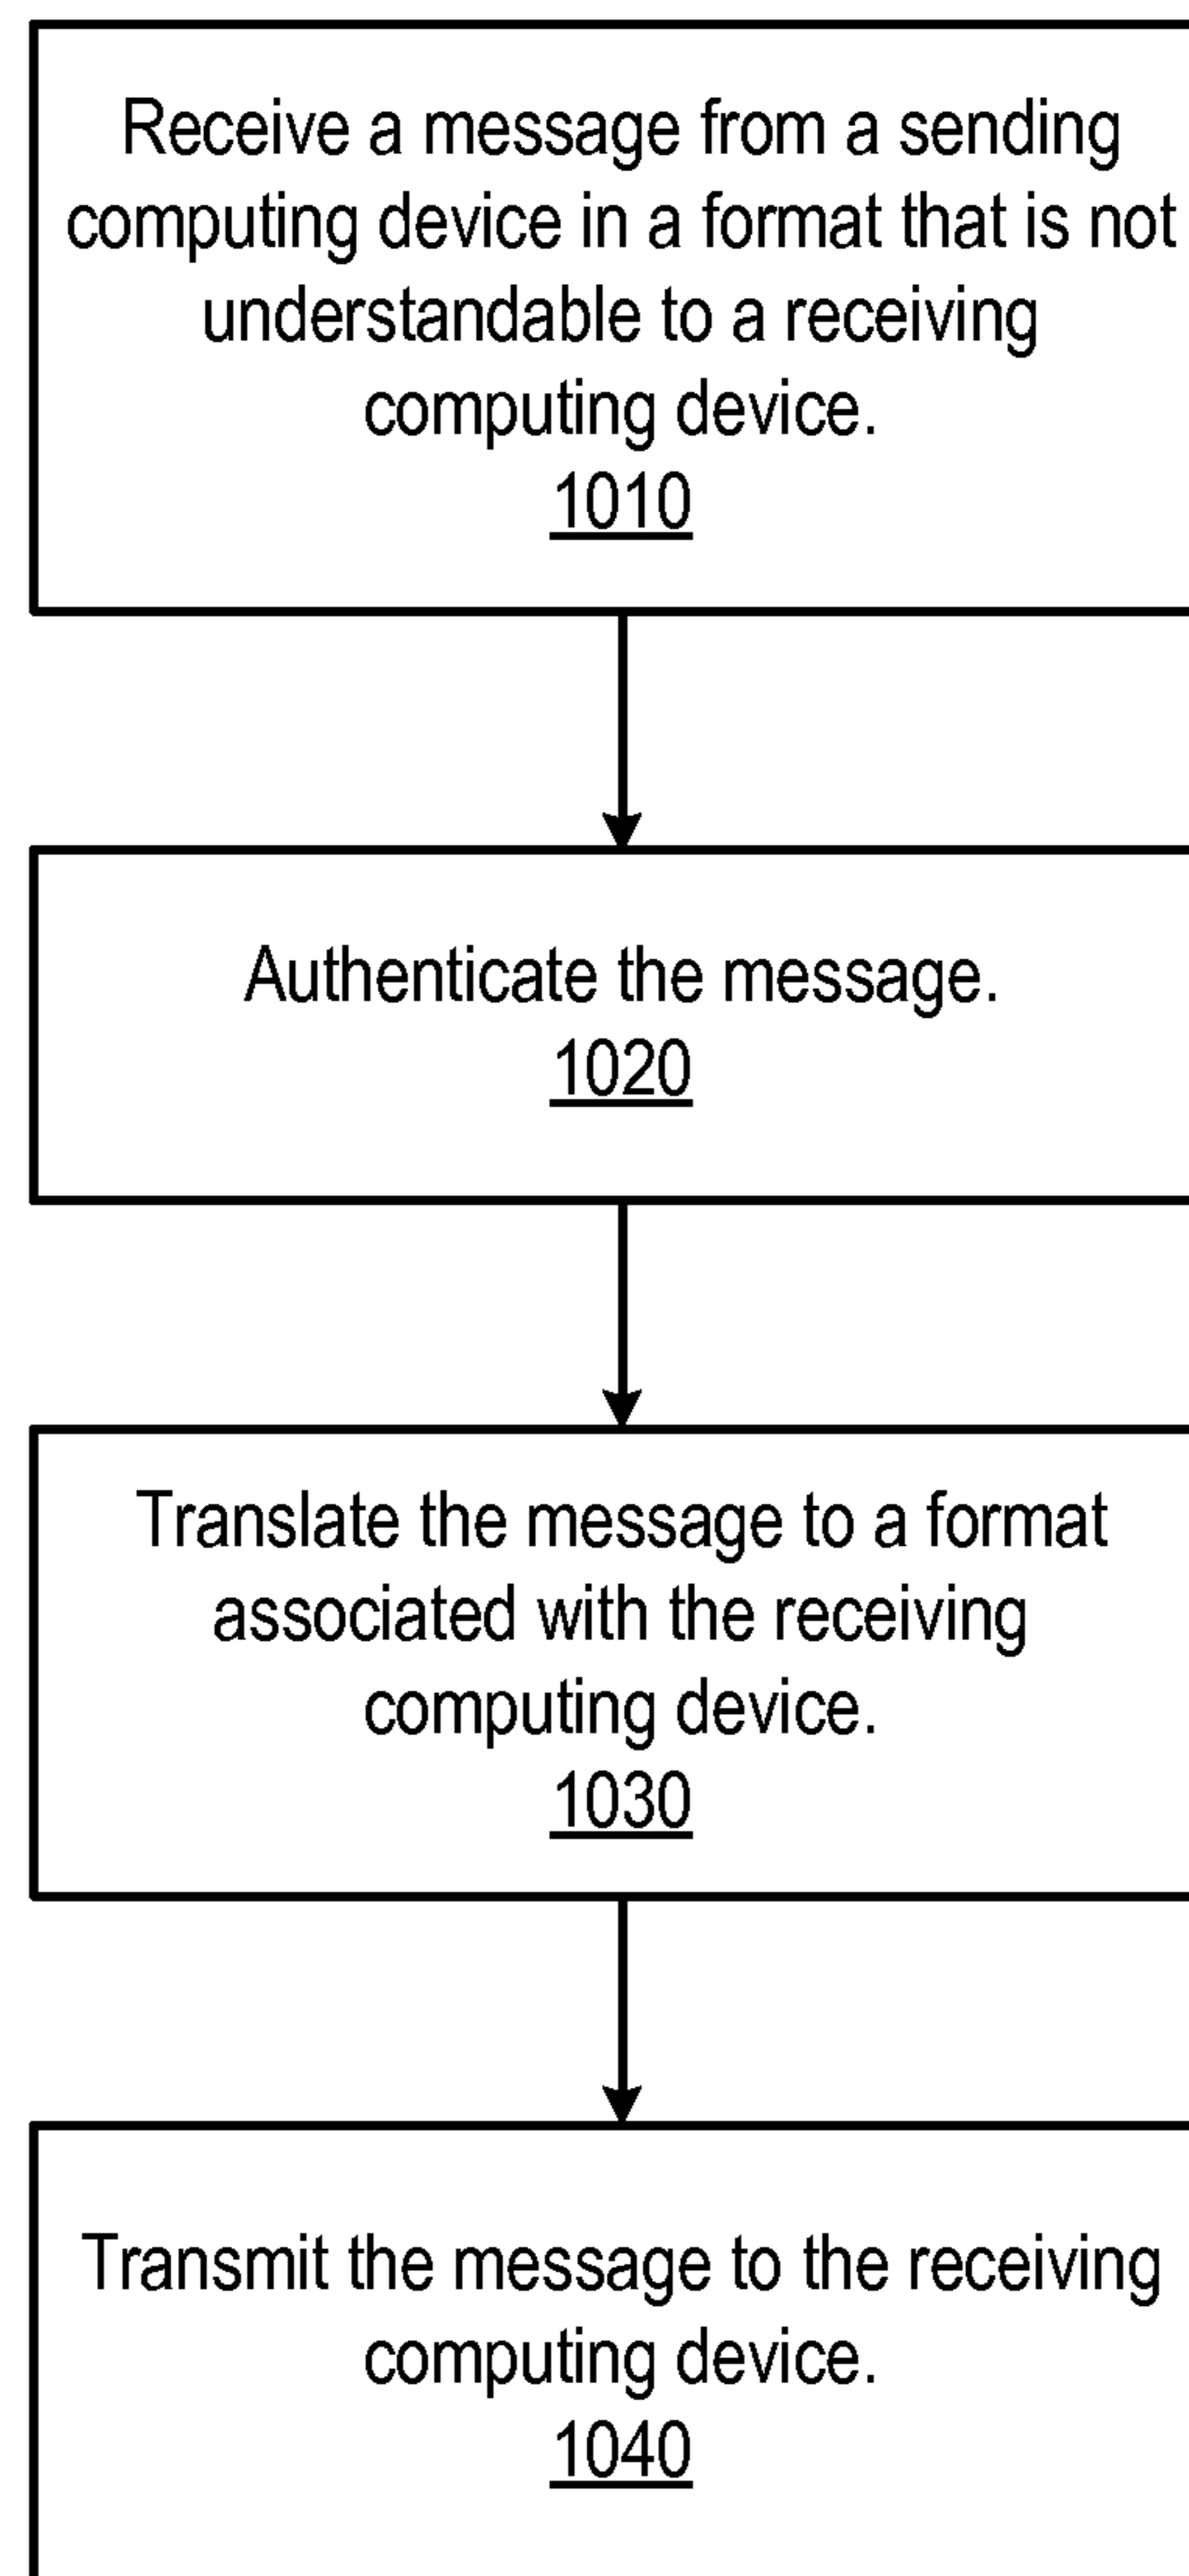 Receive a message from a sending
computing device in a format that is not
understandable to a receiving
computing device.
1010
Authenticate the message.
1020
Translate the message to a format
associated with the receiving
computing device.
1030
Transmit the message to the receiving
computing device.
1040